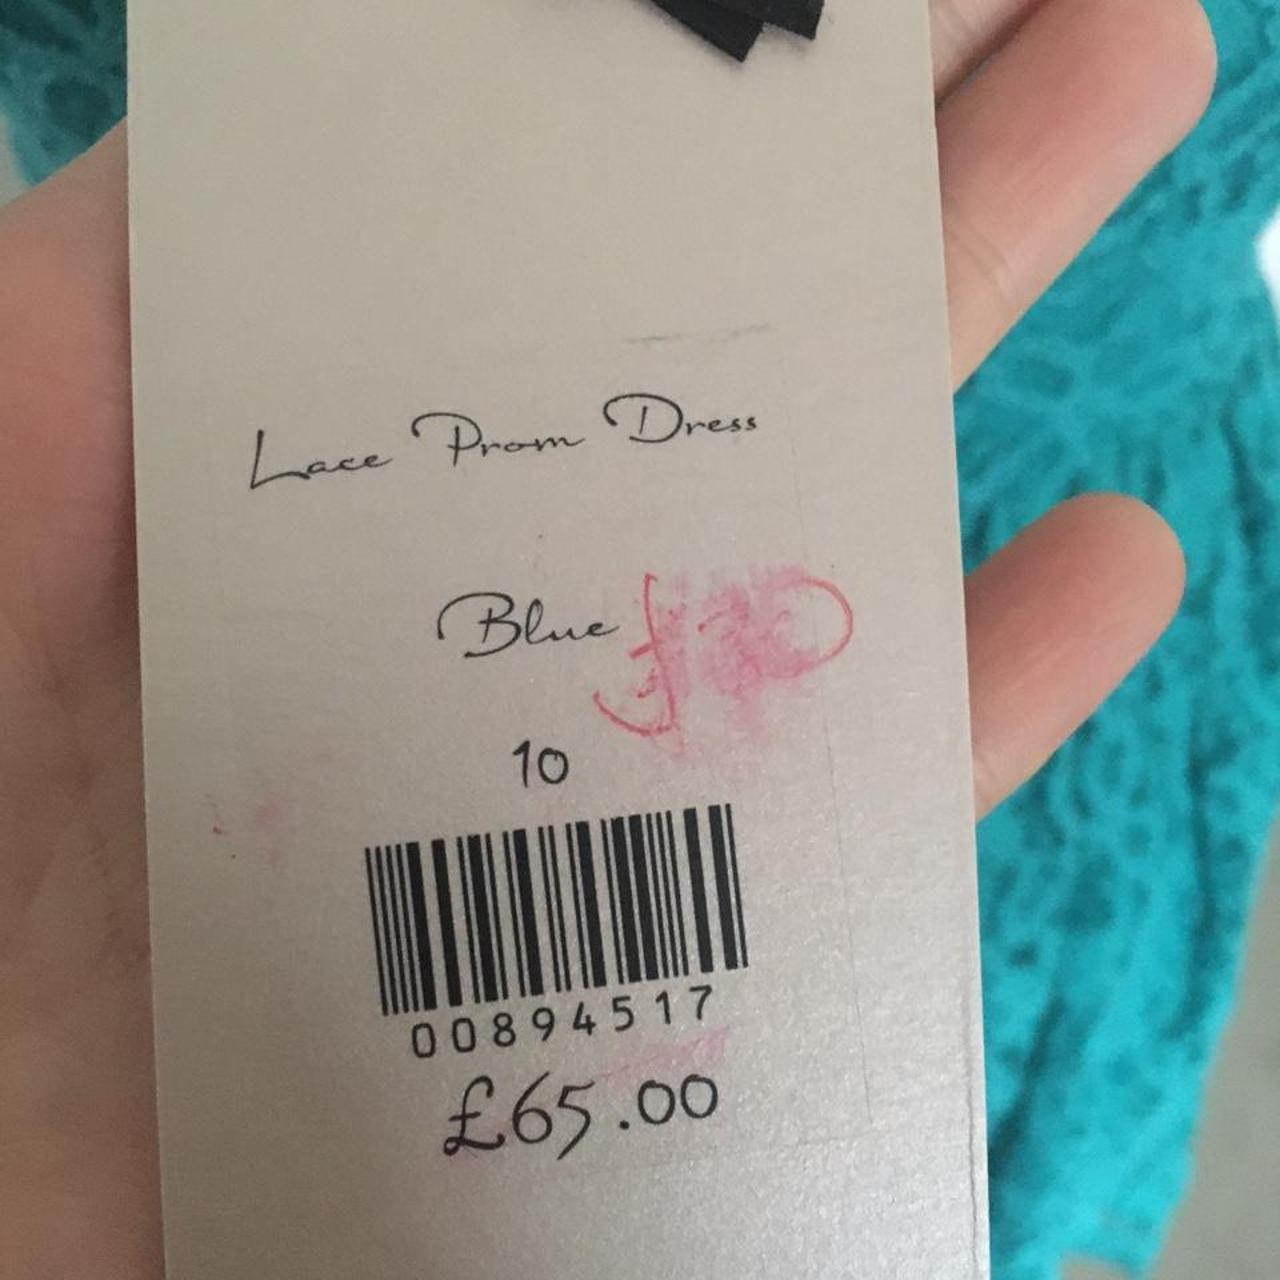 Lace Prom Dress
Blue
10
00894517
£65.00